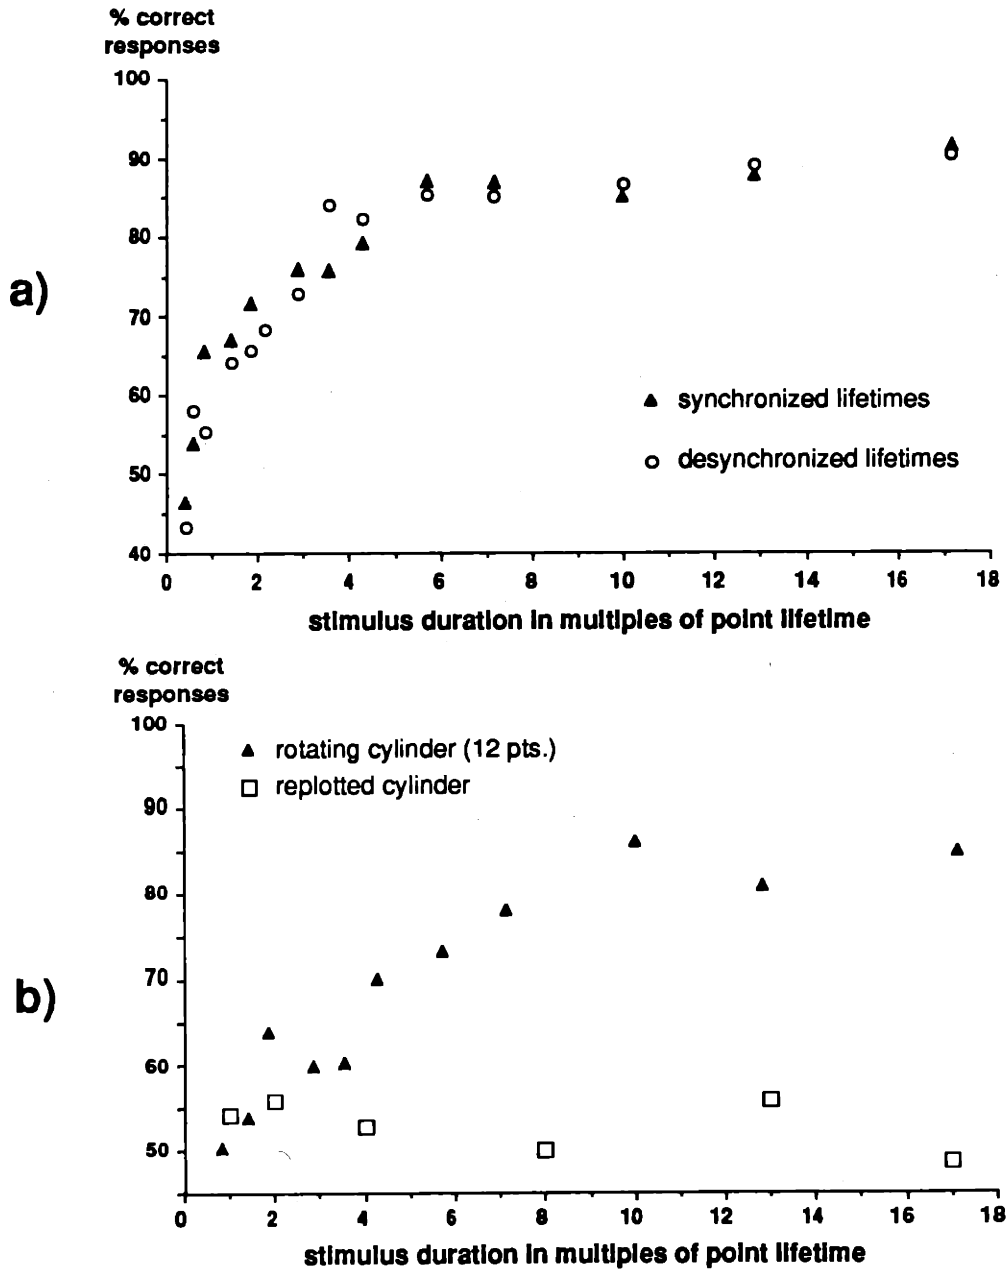 % correct
responses
100
90
80
70
60
50
40
a)
▲ synchronized lifetimes
o desynchronized lifetimes
0 2 4 6 8 10 12 14 16 18
stimulus duration in multiples of point lifetime
% correct
responses
100
90
80
70
60
50
b)
▲ rotating cylinder (12 pts.)
□ replotted cylinder
0 2 4 6 8 10 12 14 16 18
stimulus duration in multiples of point lifetime